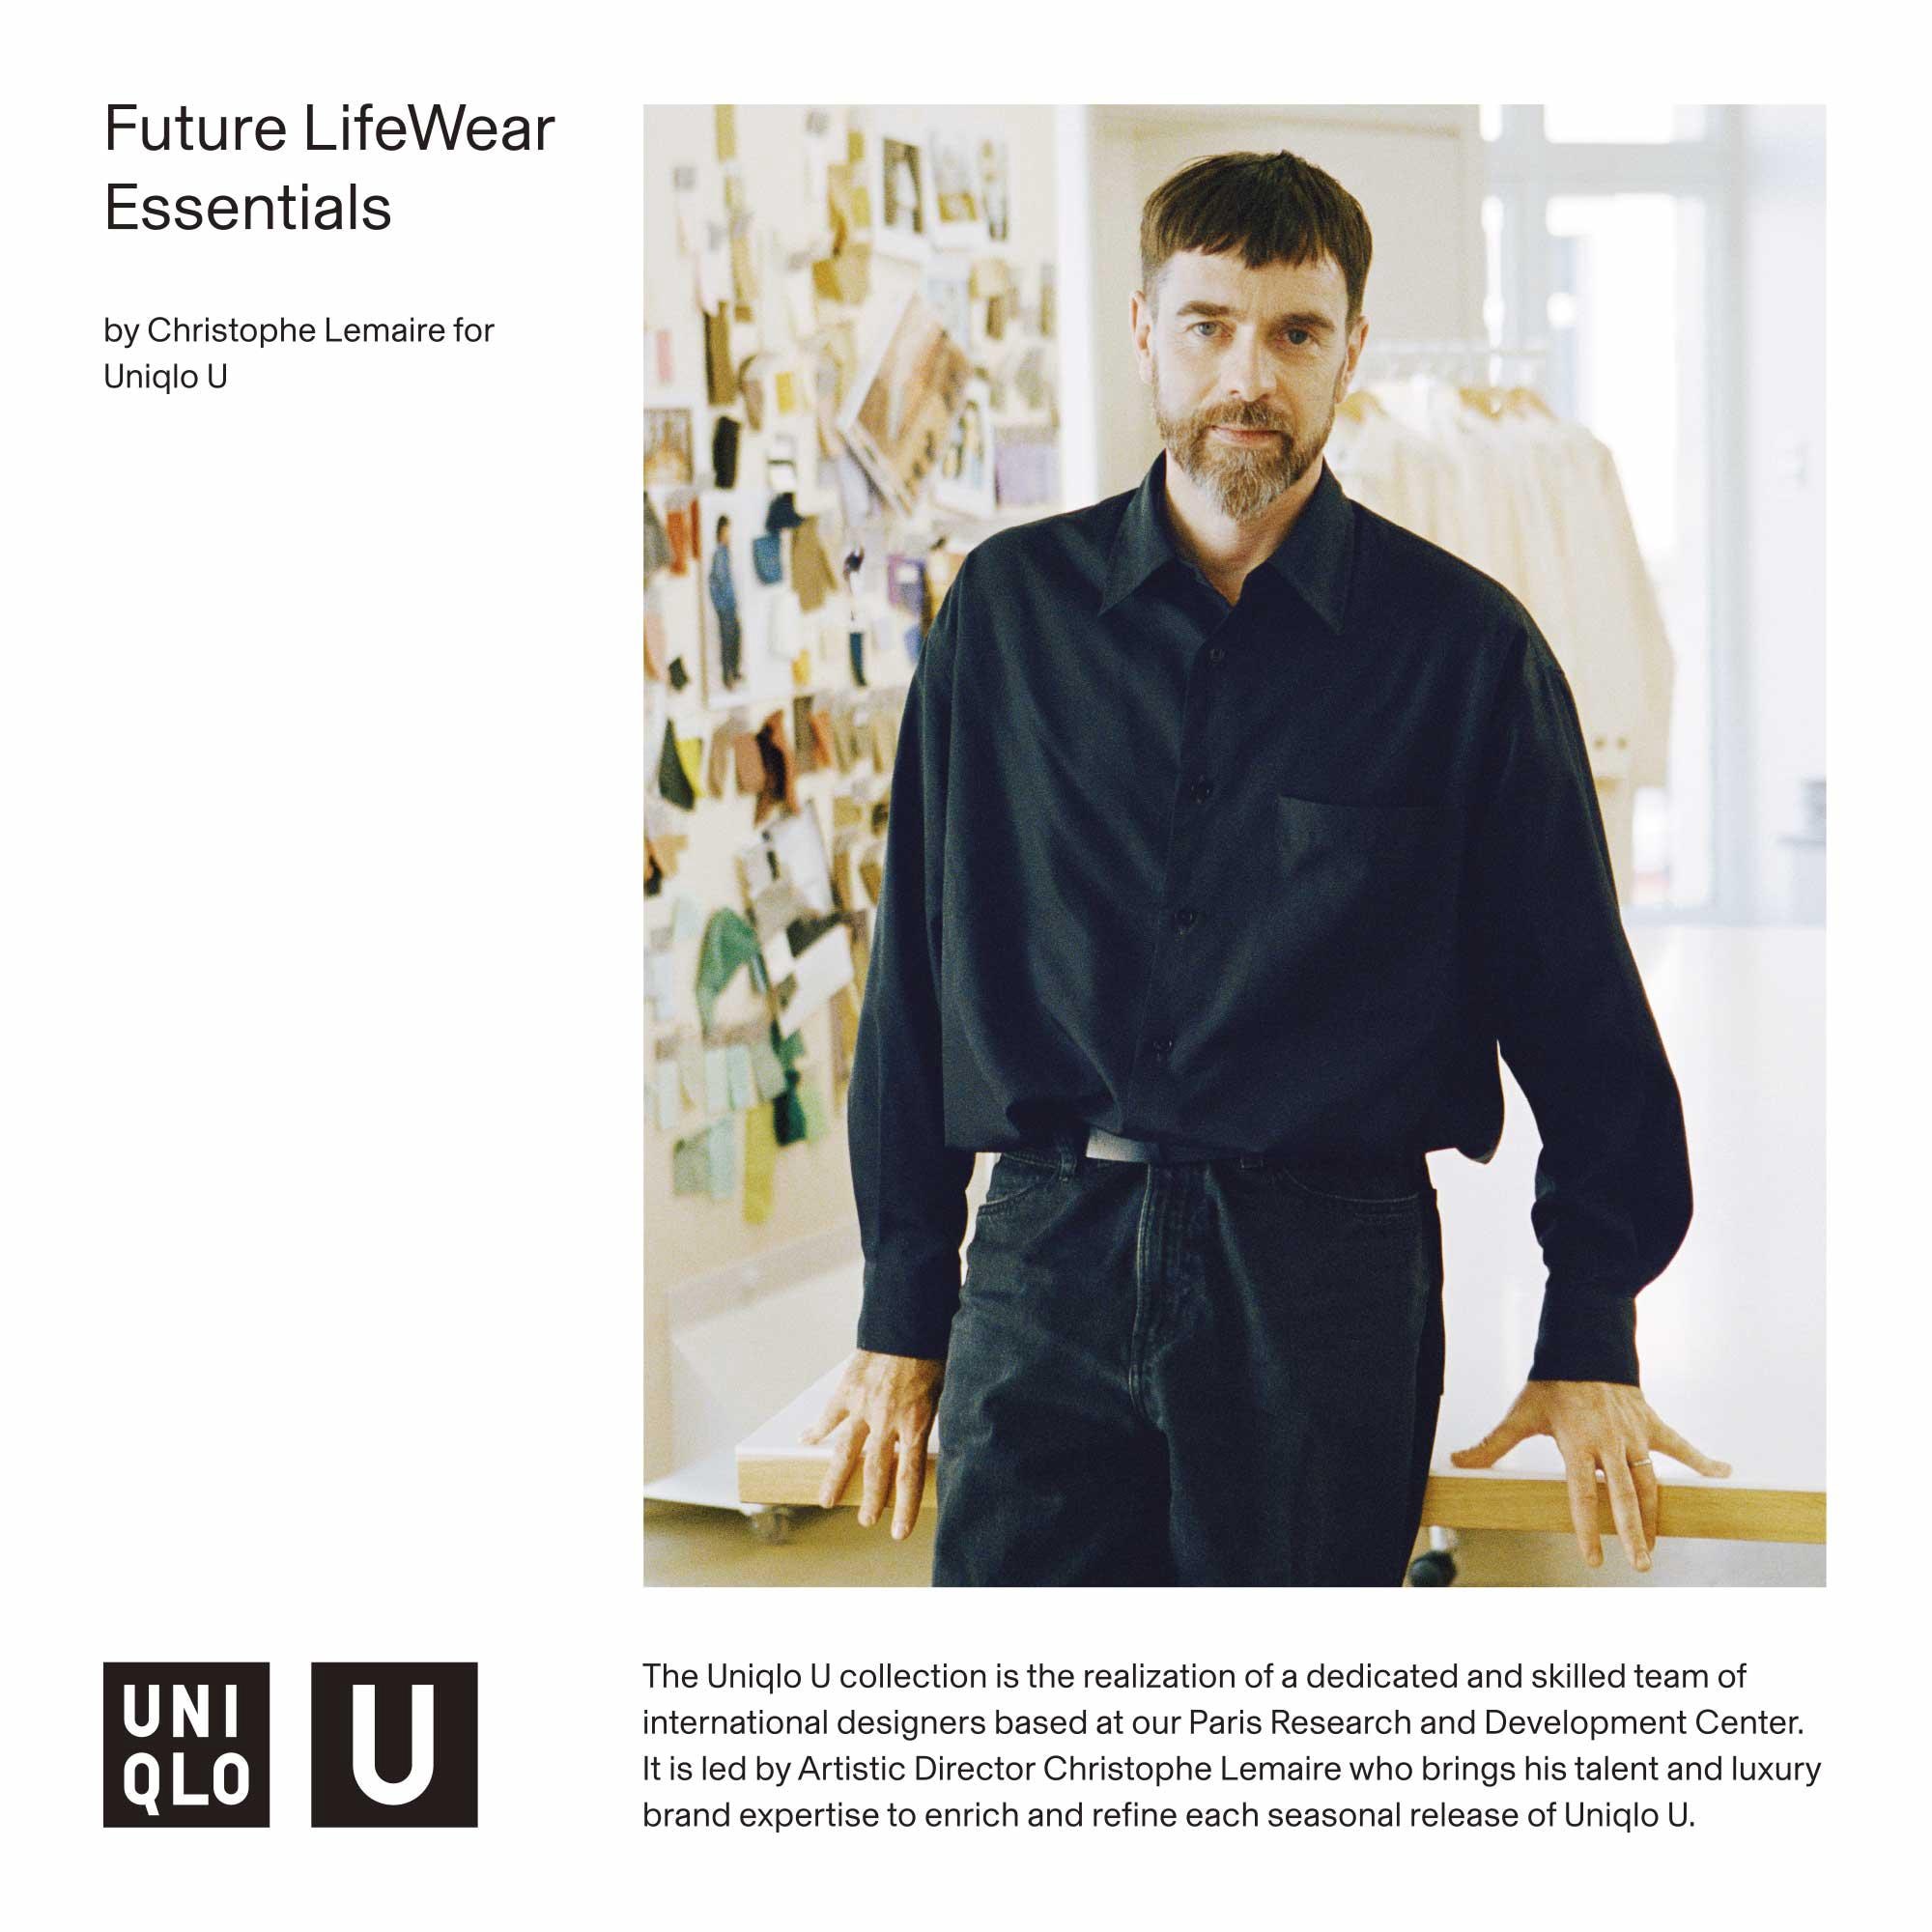 Future LifeWear
Essentials
by Christophe Lemaire for
Uniqlo U
UNI
QLO
U
The Uniqlo U collection is the realization of a dedicated and skilled team of
international designers based at our Paris Research and Development Center.
It is led by Artistic Director Christophe Lemaire who brings his talent and luxury
brand expertise to enrich and refine each seasonal release of Uniqlo U.